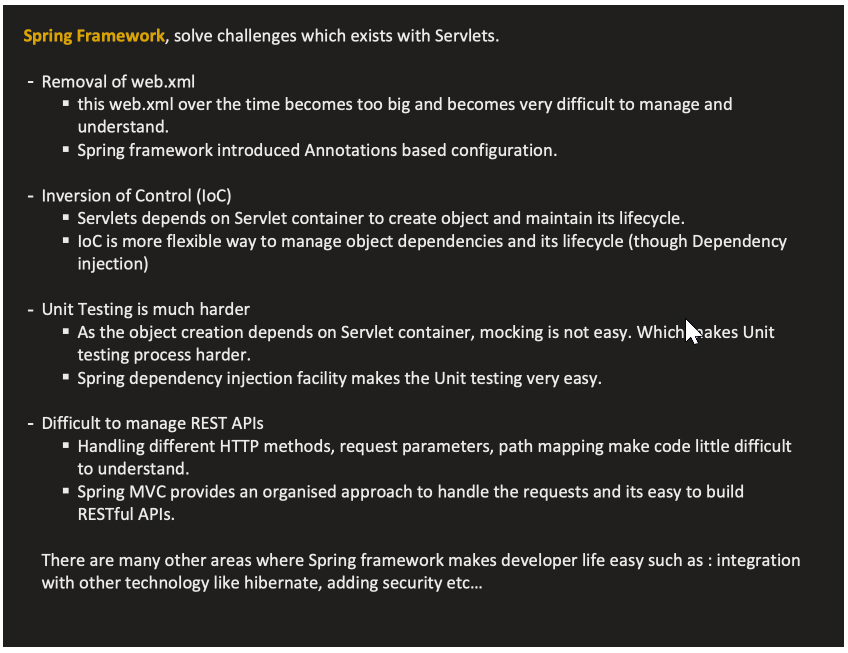 Spring Framework, solve challenges which exists with Servlets.
- Removal of web.xml
▪ this web.xml over the time becomes too big and becomes very difficult to manage and
understand.
▪ Spring framework introduced Annotations based configuration.
- Inversion of Control (IoC)
▪ Servlets depends on Servlet container to create object and maintain its lifecycle.
▪ IoC is more flexible way to manage object dependencies and its lifecycle (though Dependency
injection)
- Unit Testing is much harder
▪ As the object creation depends on Servlet container, mocking is not easy. Which makes Unit
testing process harder.
▪ Spring dependency injection facility makes the Unit testing very easy.
- Difficult to manage REST APIs
▪ Handling different HTTP methods, request parameters, path mapping make code little difficult
to understand.
▪ Spring MVC provides an organised approach to handle the requests and its easy to build
RESTful APIs.
There are many other areas where Spring framework makes developer life easy such as : integration
with other technology like hibernate, adding security etc...